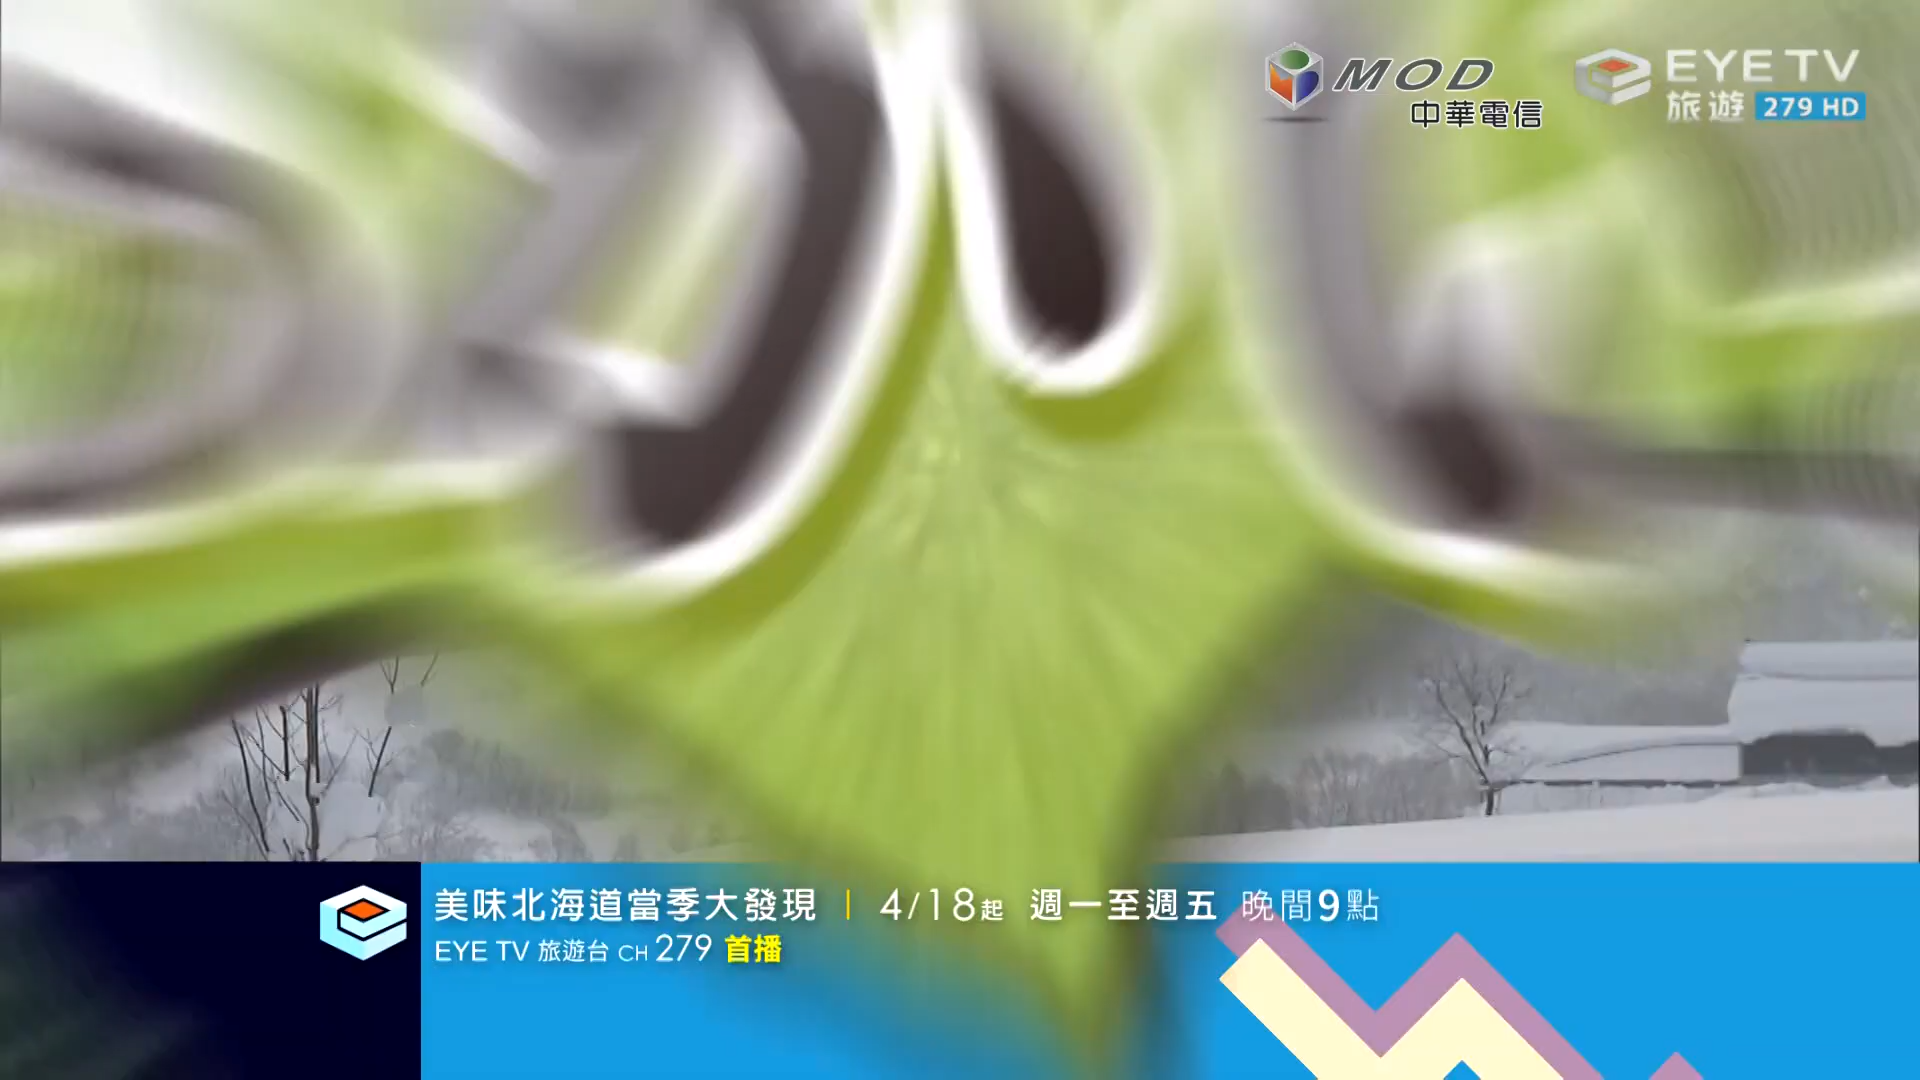 MOD
中華電信
EYE TV
旅遊 279 HD
美味北海道當季大發現 | 4/18起 週一至週五 晚間9點
EYE TV 旅遊台 CH 279 首播